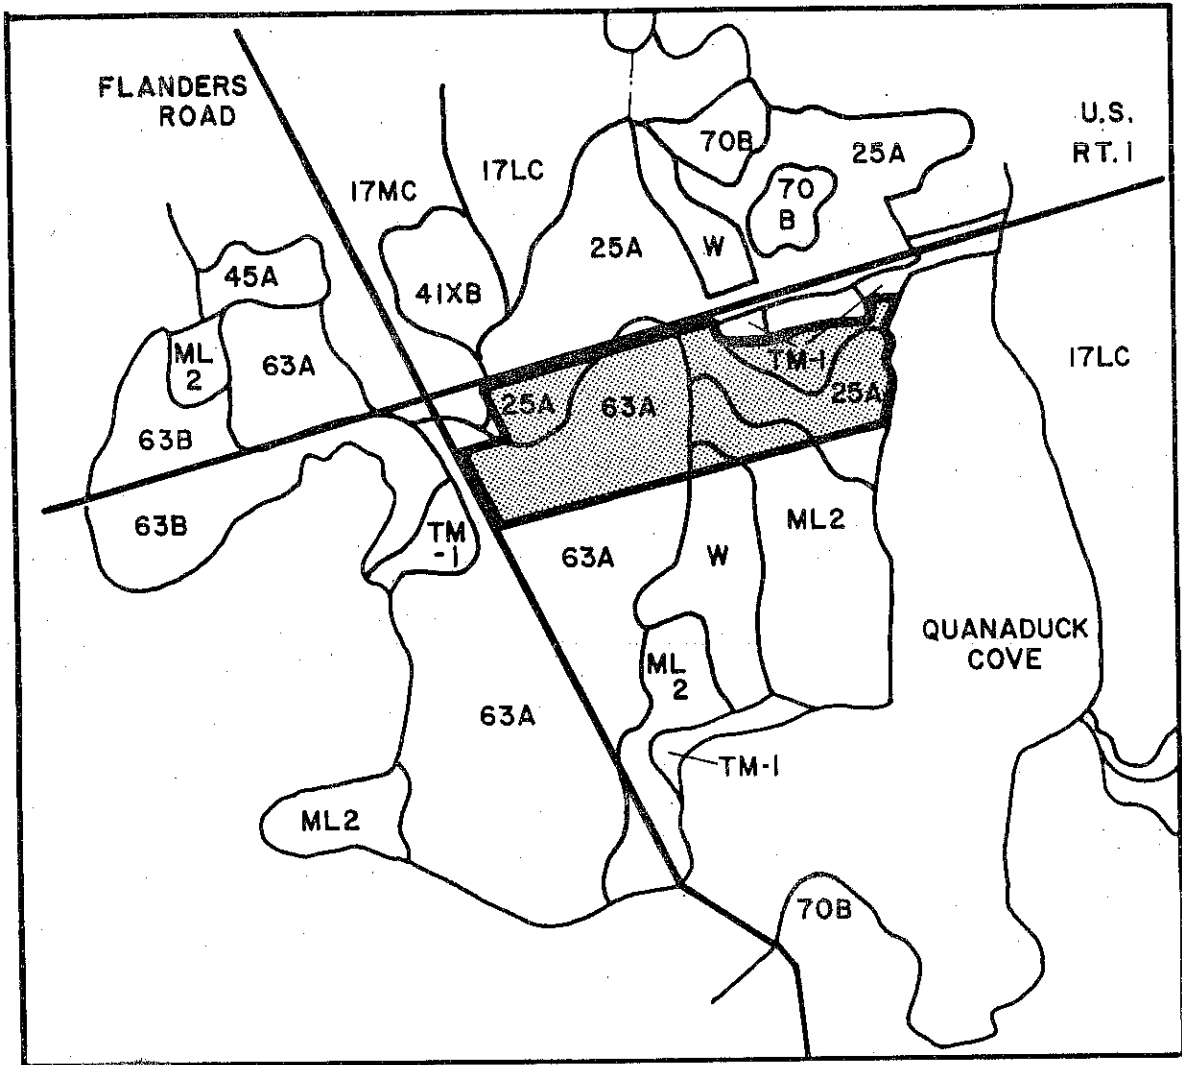 FLANDERS
ROAD
U.S.
RT. 1
70B
25A
17LC
17MC
70
B
25A
W
45A
41XB
ML
2
63A
TM-1
17LC
25A
63A
25A
63B
63B
TM
-1
63A
W
ML2
QUANADUCK
COVE
ML
2
63A
TM-1
ML2
70B